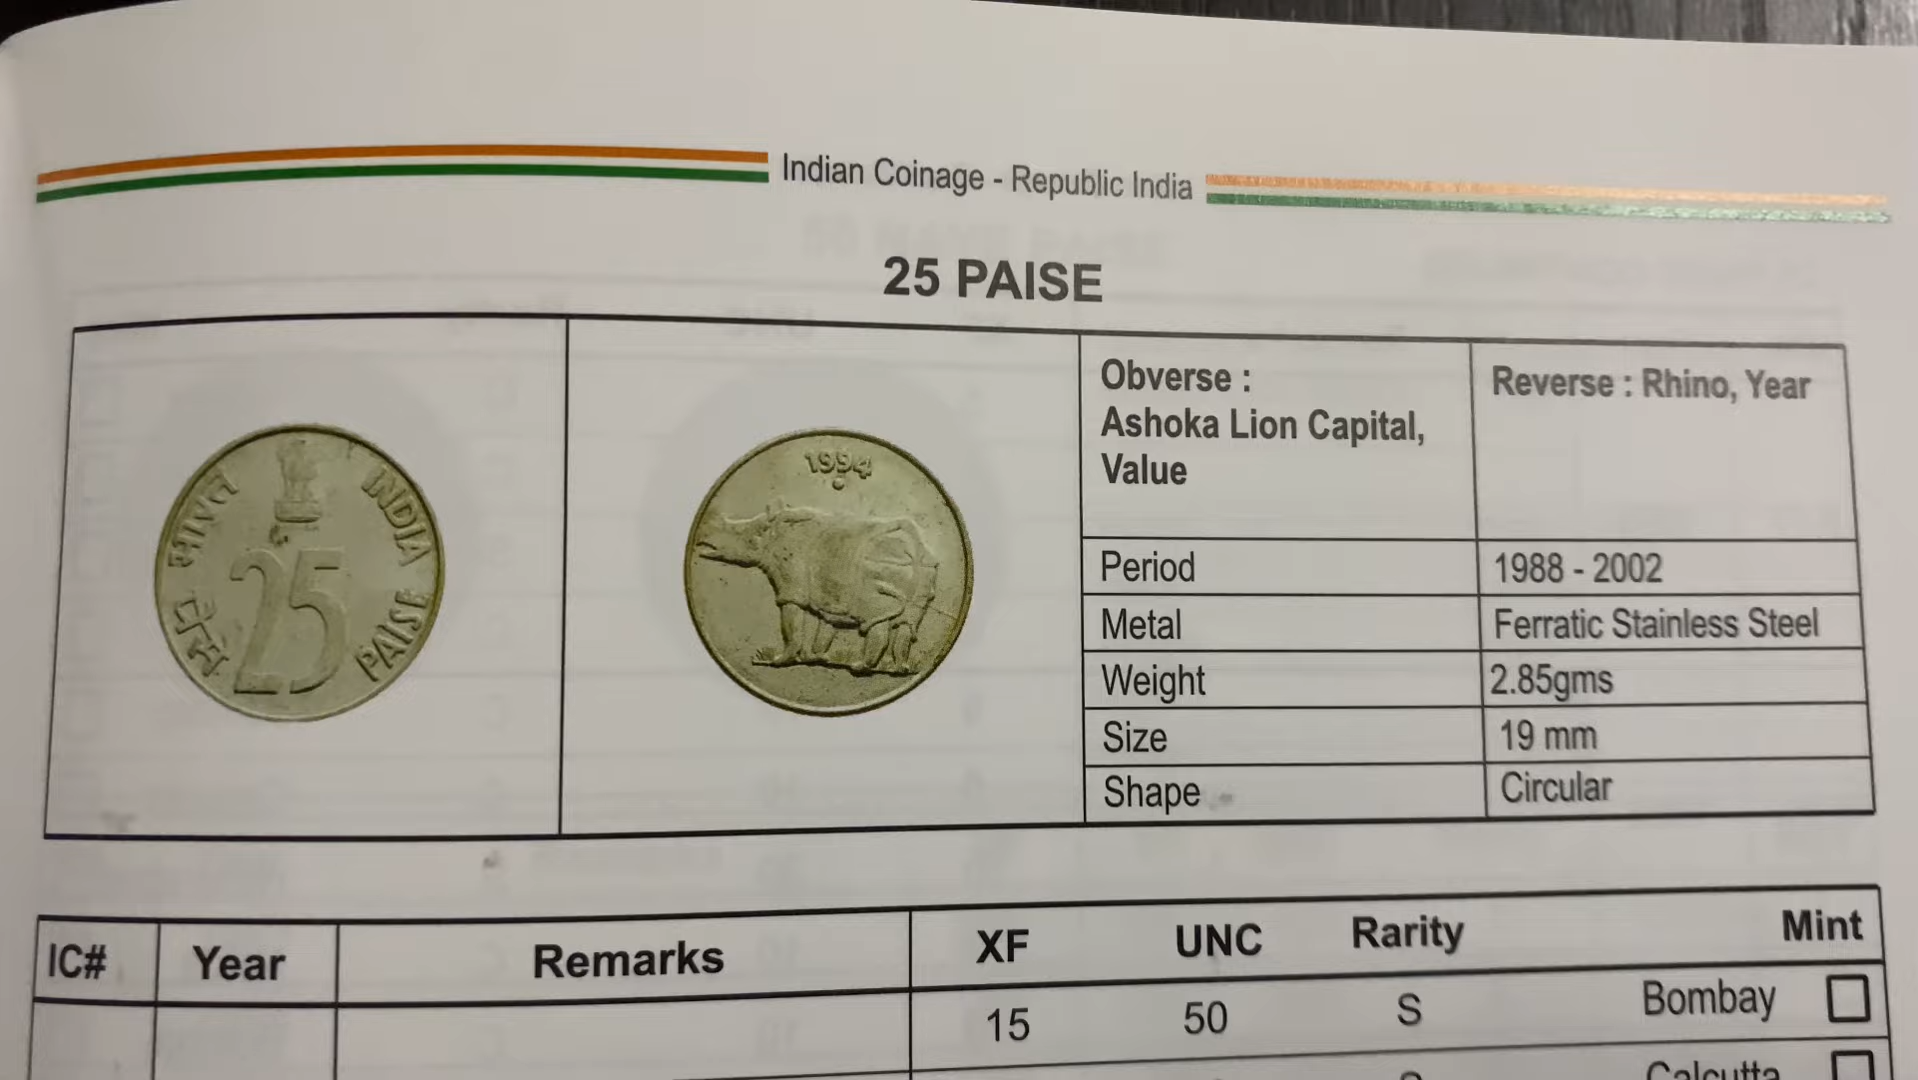 Indian Coinage - Republic India
25 PAISE
भारत
INDIA
25
पैसे
PAISE
1994
Obverse :
Ashoka Lion Capital,
Value
Reverse : Rhino, Year
Period 1988 - 2002
Metal Ferratic Stainless Steel
Weight 2.85gms
Size 19 mm
Shape Circular
IC# Year Remarks XF UNC Rarity Mint
15 50 S Bombay
Calcutta